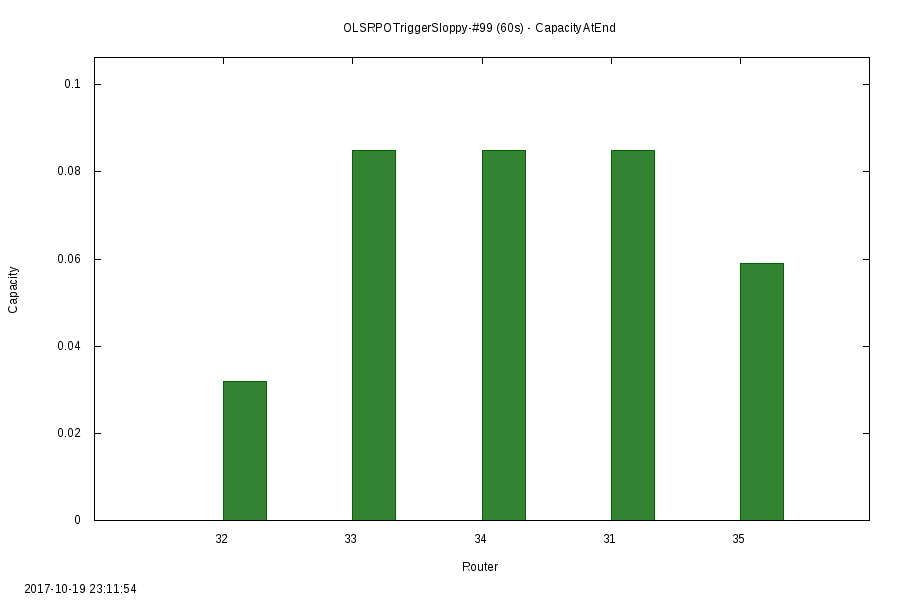 OLSRPOTriggerSloppy-#99 (60s) - CapacityAtEnd
0.1
0.08
0.06
0.04
0.02
0
Capacity
32 33 34 31 35
Router
2017-10-19 23:11:54